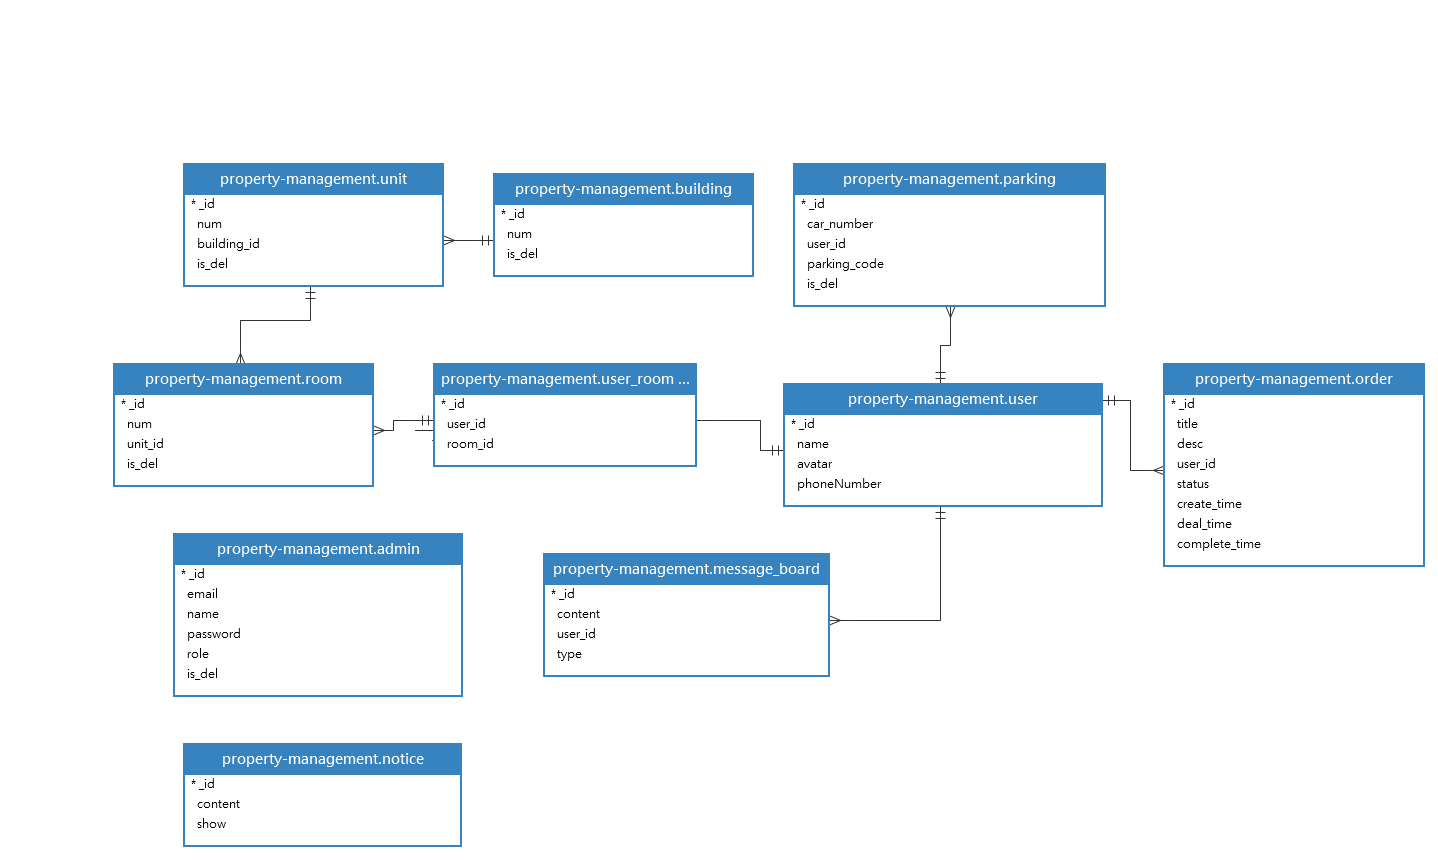 property-management.unit
* _id
num
building_id
is_del
property-management.building
* _id
num
is_del
property-management.parking
* _id
car_number
user_id
parking_code
is_del
property-management.room
* _id
num
unit_id
is_del
property-management.user_room ...
* _id
user_id
room_id
property-management.user
* _id
name
avatar
phoneNumber
property-management.order
* _id
title
desc
user_id
status
create_time
deal_time
complete_time
property-management.admin
* _id
email
name
password
role
is_del
property-management.message_board
* _id
content
user_id
type
property-management.notice
* _id
content
show